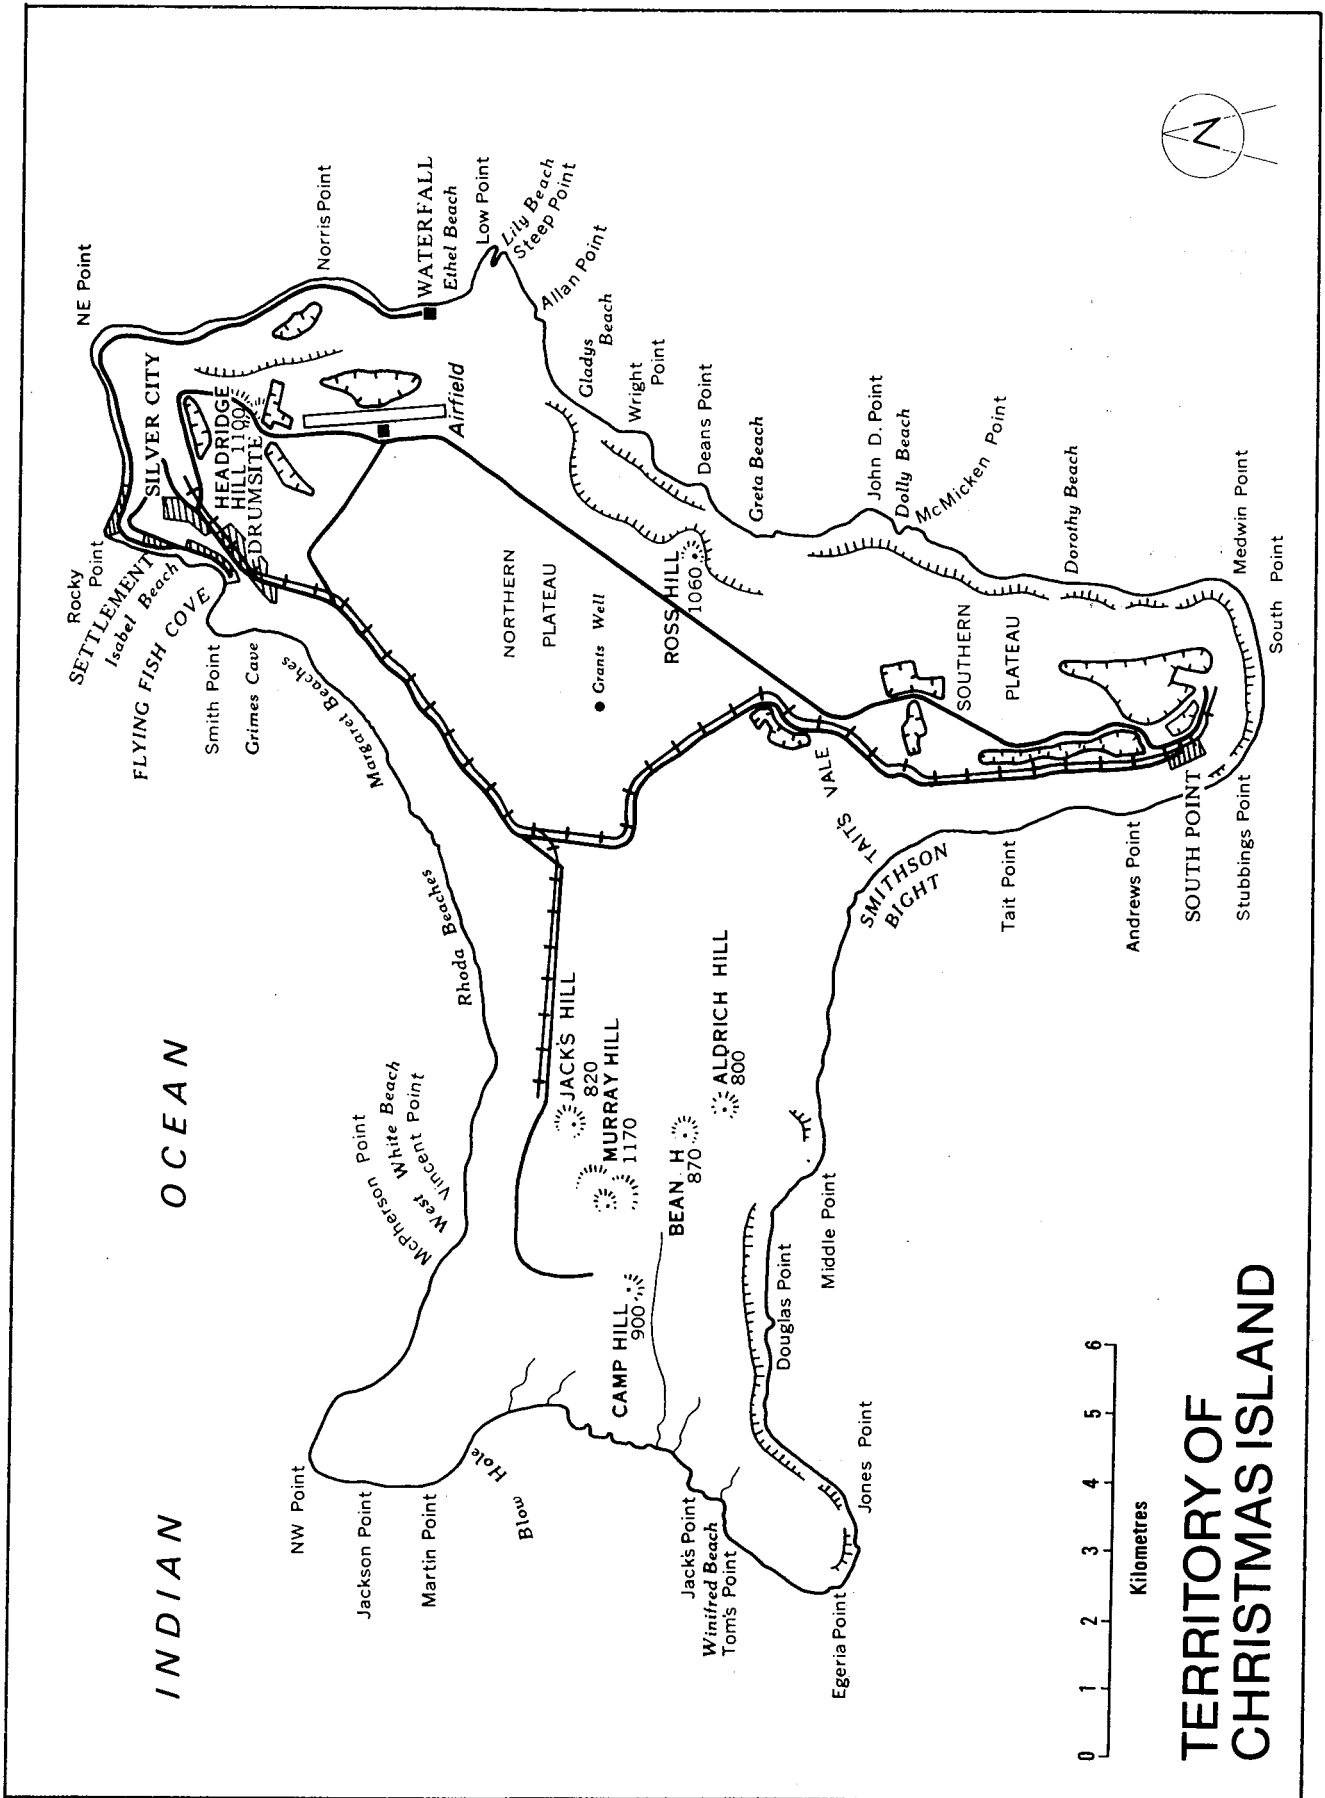 INDIAN OCEAN
NW Point
Jackson Point
Martin Point
Blow Hole
McPherson Point
West White Beach
Vincent Point
Rhoda Beaches
Margaret Beaches
Grimes Cave
Smith Point
FLYING FISH COVE
Isabel Beach
SETTLEMENT
Rocky
Point
SILVER CITY
NE Point
HEADRIDGE
HILL 1100
DRUMSITE
Norris Point
WATERFALL
Ethel Beach
Airfield
Low Point
Lily Beach
Steep Point
Allan Point
NORTHERN
PLATEAU
Grants Well
Gladys
Beach
Wright
Point
ROSS HILL
1060
Deans Point
Greta Beach
JACK'S HILL
820
MURRAY HILL
1170
CAMP HILL
900
BEAN H
870
ALDRICH HILL
800
Jack's Point
Winifred Beach
Tom's Point
Egeria Point
Jones Point
Douglas Point
Middle Point
SMITHSON
BIGHT
TAIT'S VALE
John D. Point
Dolly Beach
McMicken Point
SOUTHERN
PLATEAU
Dorothy Beach
Tait Point
Andrews Point
SOUTH POINT
Stubbings Point
Medwin Point
South Point
N
0 1 2 3 4 5 6
Kilometres
TERRITORY OF
CHRISTMAS ISLAND